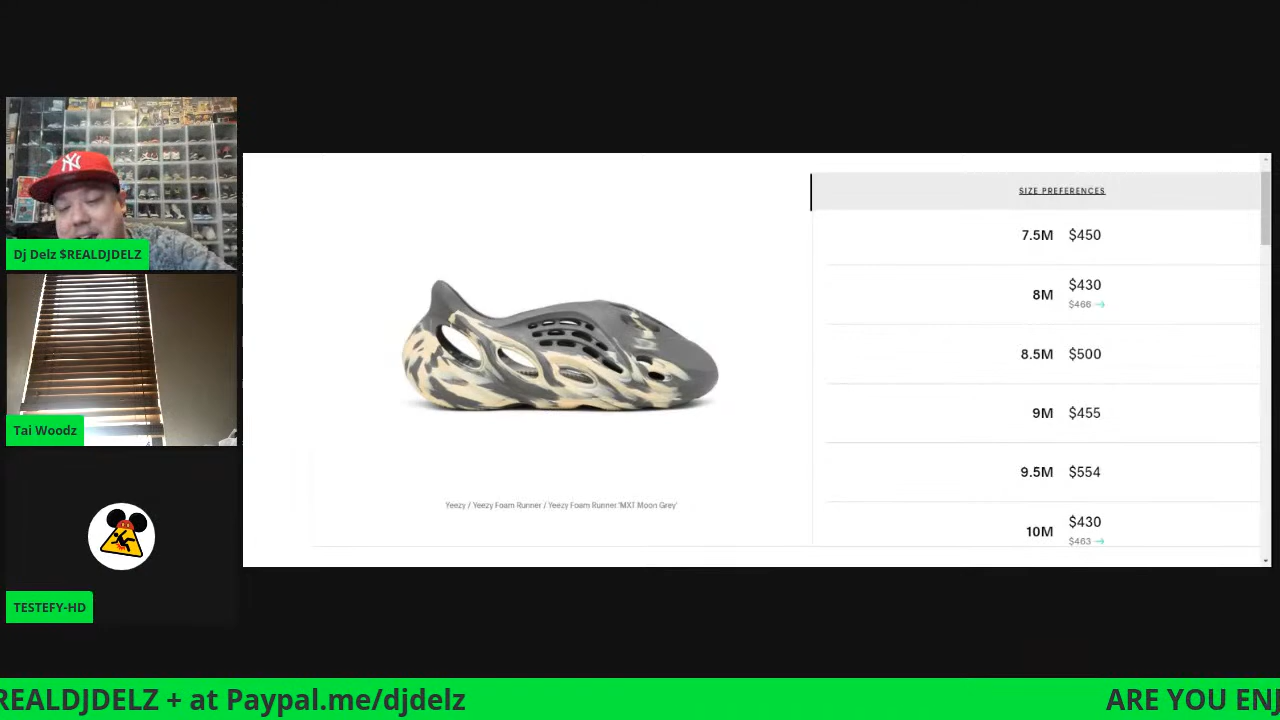 NY
Dj Delz $REALDJDELZ
Tai Woodz
TESTEFY-HD
SIZE PREFERENCES
7.5M $450
8M $430
$466 →
8.5M $500
9M $455
9.5M $554
10M $430
$463 →
Yeezy / Yeezy Foam Runner / Yeezy Foam Runner 'MXT Moon Grey'
REALDJDELZ + at Paypal.me/djdelz
ARE YOU ENJ